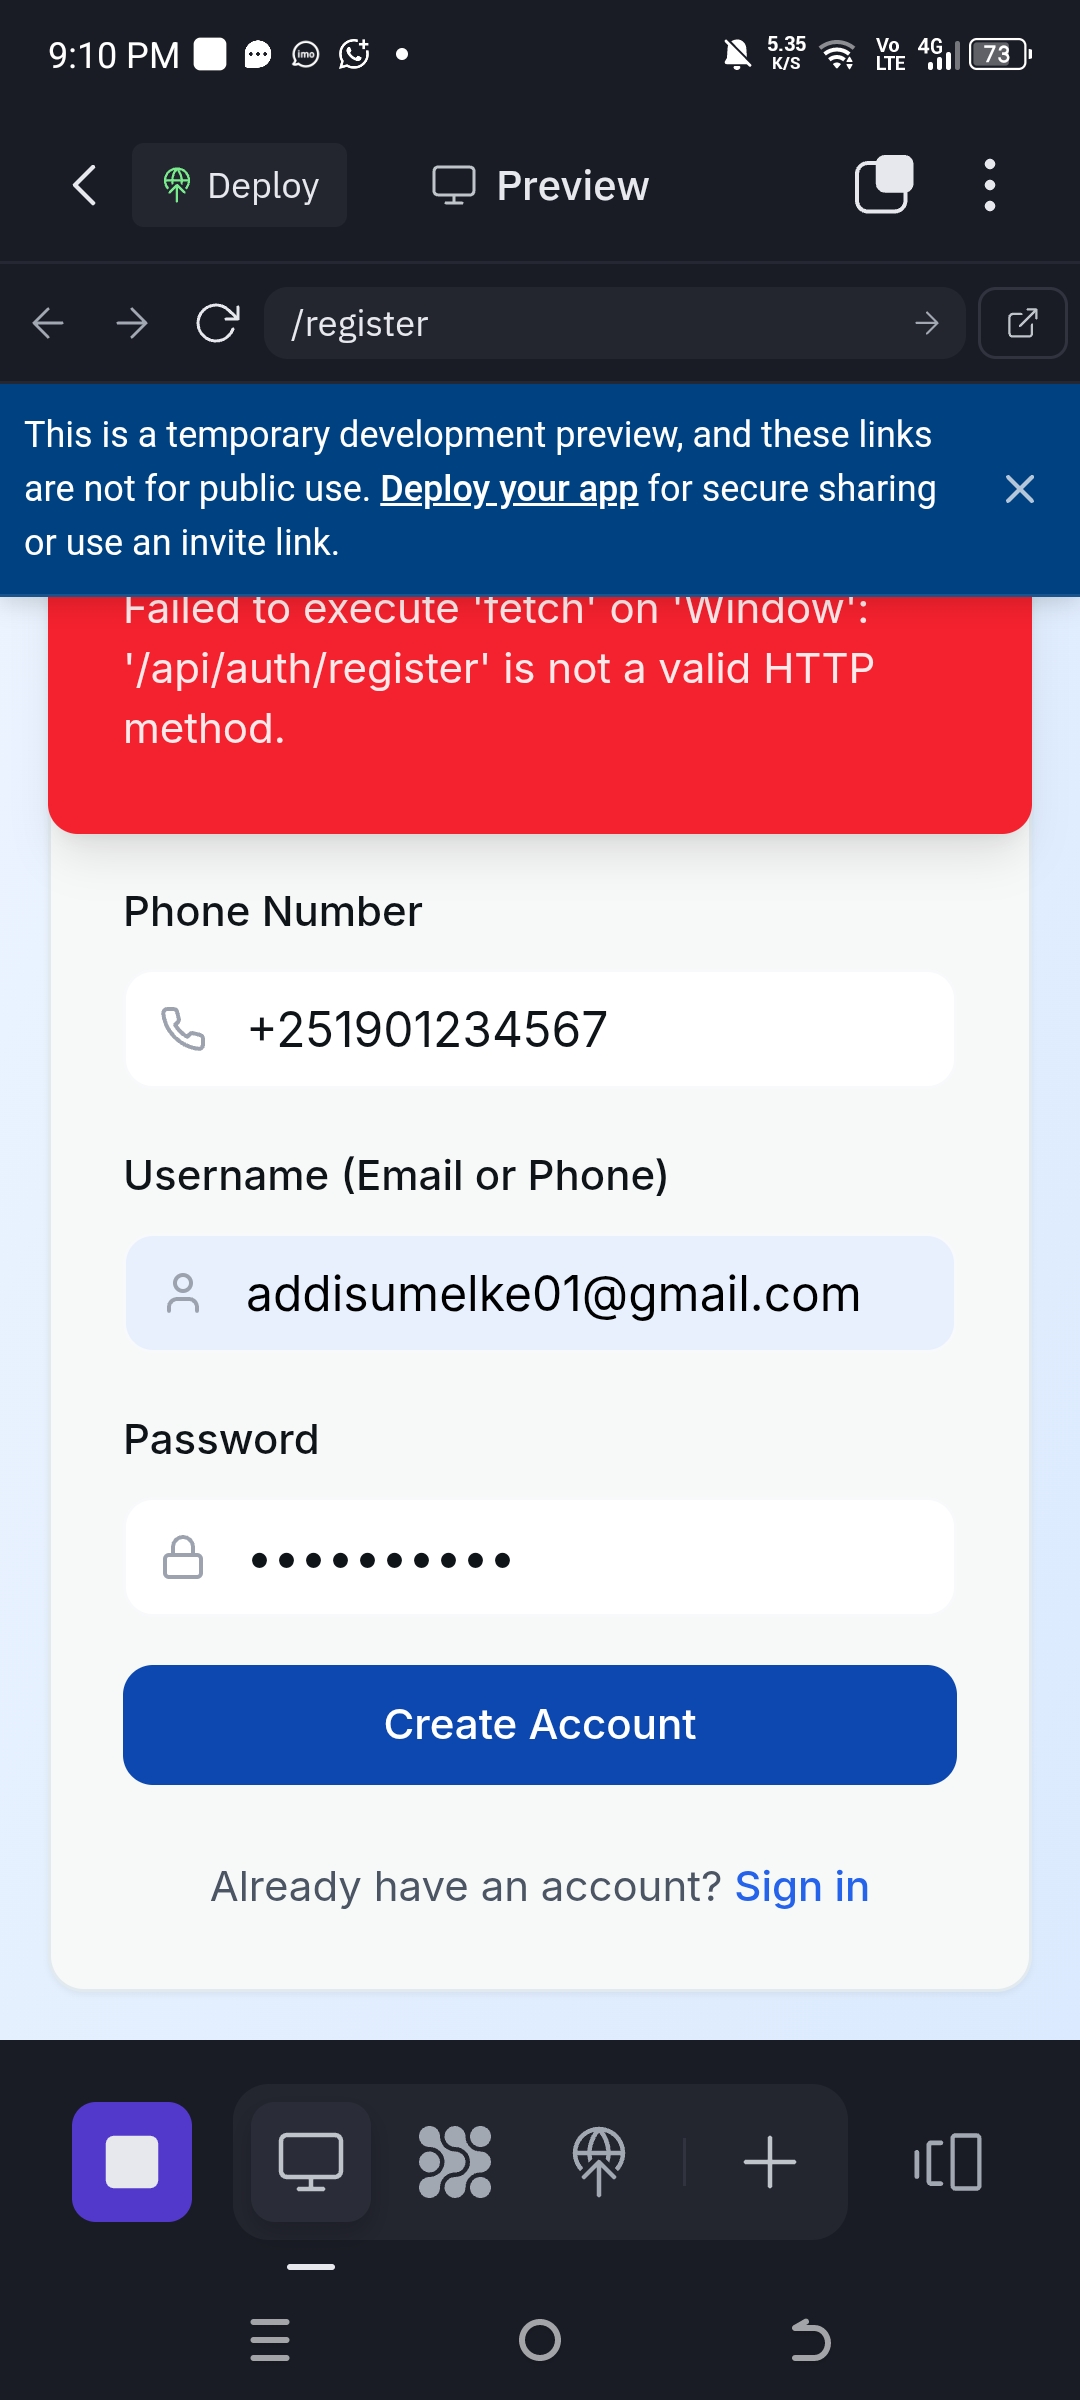 9:10 PM
imo
5.35
K/S
Vo
LTE
4G
73
Deploy
Preview
/register
This is a temporary development preview, and these links
are not for public use. Deploy your app for secure sharing
or use an invite link.
Failed to execute 'fetch' on 'Window':
'/api/auth/register' is not a valid HTTP
method.
Phone Number
+251901234567
Username (Email or Phone)
addisumelke01@gmail.com
Password
Create Account
Already have an account? Sign in